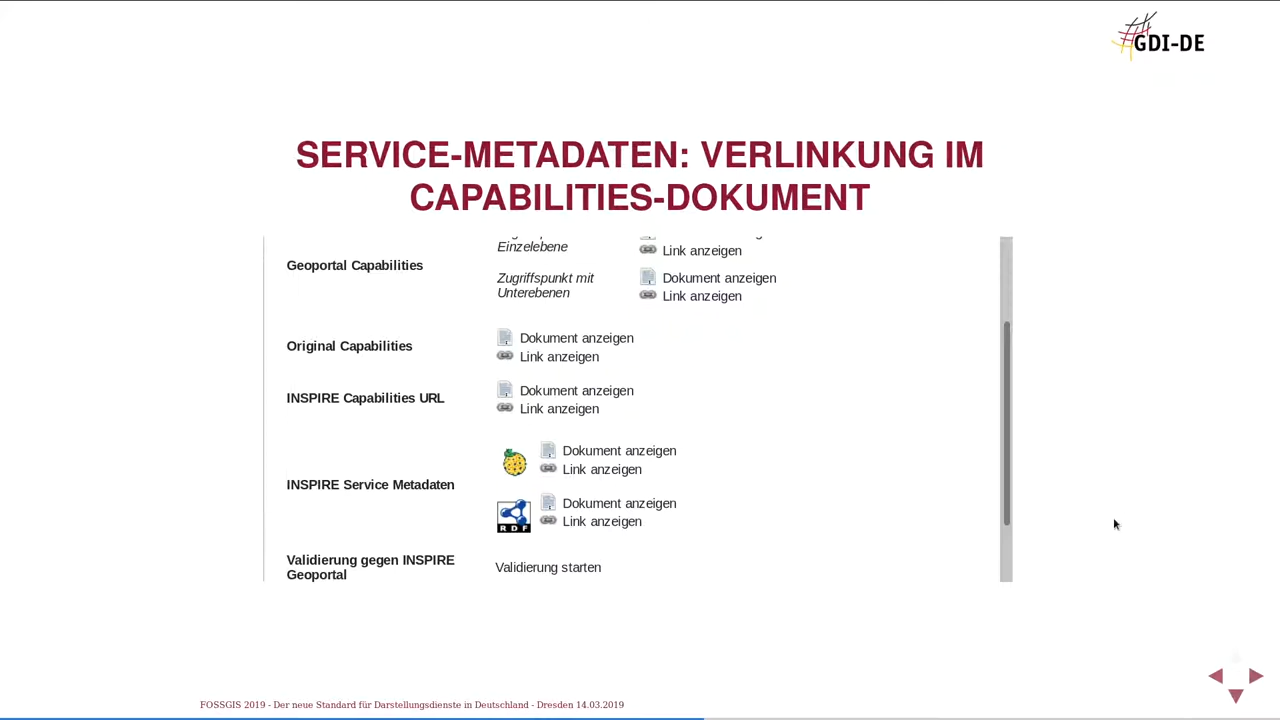 GDI-DE
SERVICE-METADATEN: VERLINKUNG IM
CAPABILITIES-DOKUMENT
Einzelebene
Link anzeigen
Geoportal Capabilities
Zugriffspunkt mit
Unterebenen
Dokument anzeigen
Link anzeigen
Original Capabilities
Dokument anzeigen
Link anzeigen
INSPIRE Capabilities URL
Dokument anzeigen
Link anzeigen
INSPIRE Service Metadaten
Dokument anzeigen
Link anzeigen
RDF
Dokument anzeigen
Link anzeigen
Validierung gegen INSPIRE
Geoportal
Validierung starten
FOSSGIS 2019 - Der neue Standard für Darstellungsdienste in Deutschland - Dresden 14.03.2019